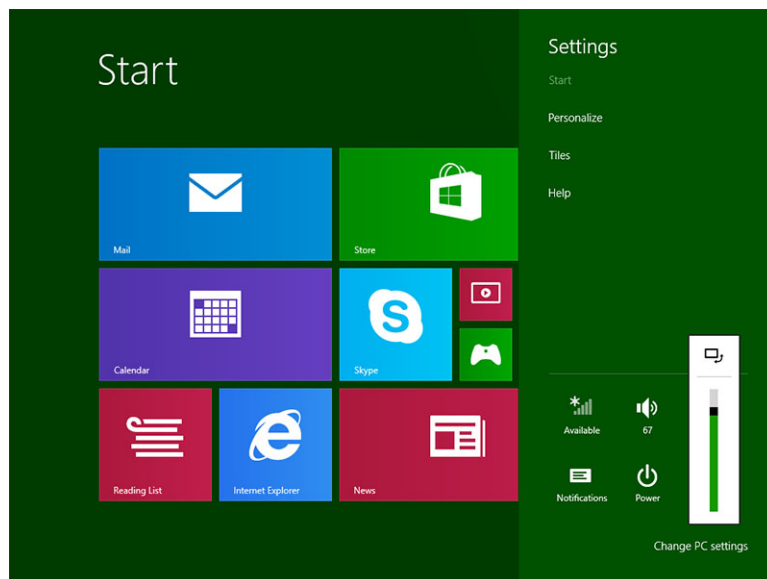 Start
Mail
Store
Calendar
Skype
Reading List
Internet Explorer
News
Settings
Start
Personalize
Tiles
Help
Available
67
Notifications
Power
Change PC settings